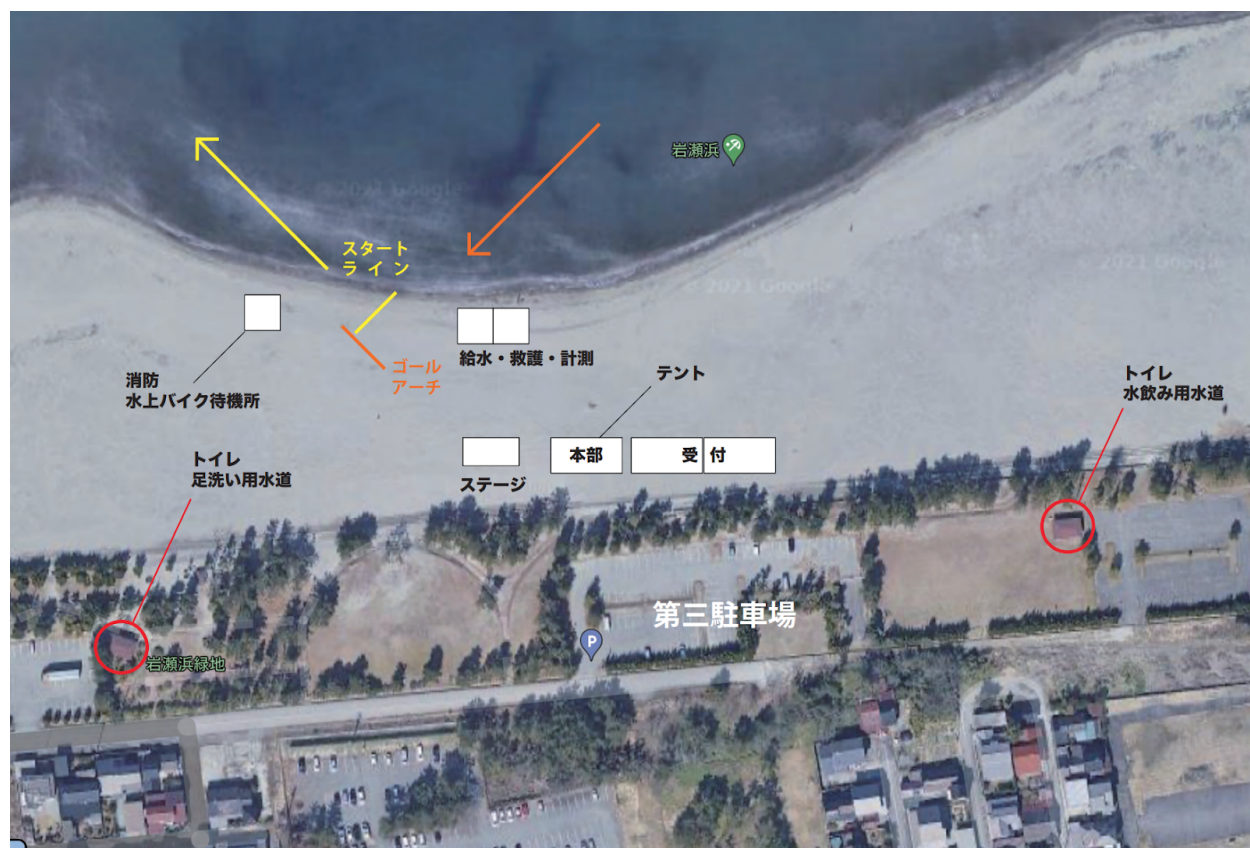 岩瀬浜
© 2021 Google
スタート
ライン
© 2021 Google
2021 Google
給水・救護・計測
ゴール
アーチ
消防
水上バイク待機所
テント
トイレ
水飲み用水道
本部
受付
トイレ
足洗い用水道
ステージ
第三駐車場
P
岩瀬浜緑地